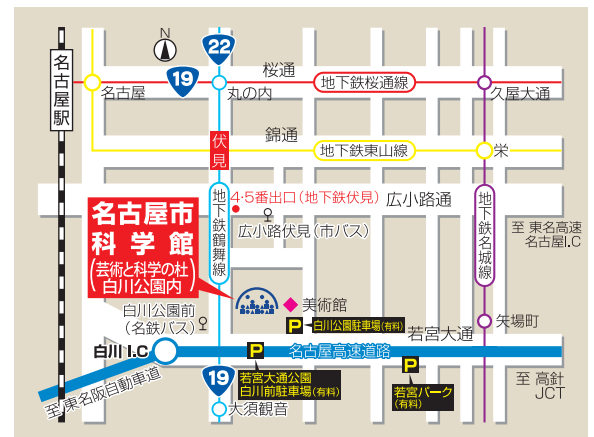 N
22
19
桜通
地下鉄桜通線
名古屋駅
名古屋
丸の内
久屋大通
錦通
伏見
地下鉄東山線
栄
4・5番出口(地下鉄伏見)
広小路通
地下鉄鶴舞線
地下鉄名城線
名古屋市
科学館
(芸術と科学の杜
白川公園内)
広小路伏見(市バス)
至 東名高速
名古屋I.C
美術館
白川公園前
(名鉄バス)
P
白川公園駐車場(有料)
若宮大通
矢場町
白川 I.C
P
名古屋高速道路
P
若宮大通公園
白川前駐車場(有料)
若宮パーク
(有料)
至 高針
JCT
至 東名阪自動車道
19
大須観音